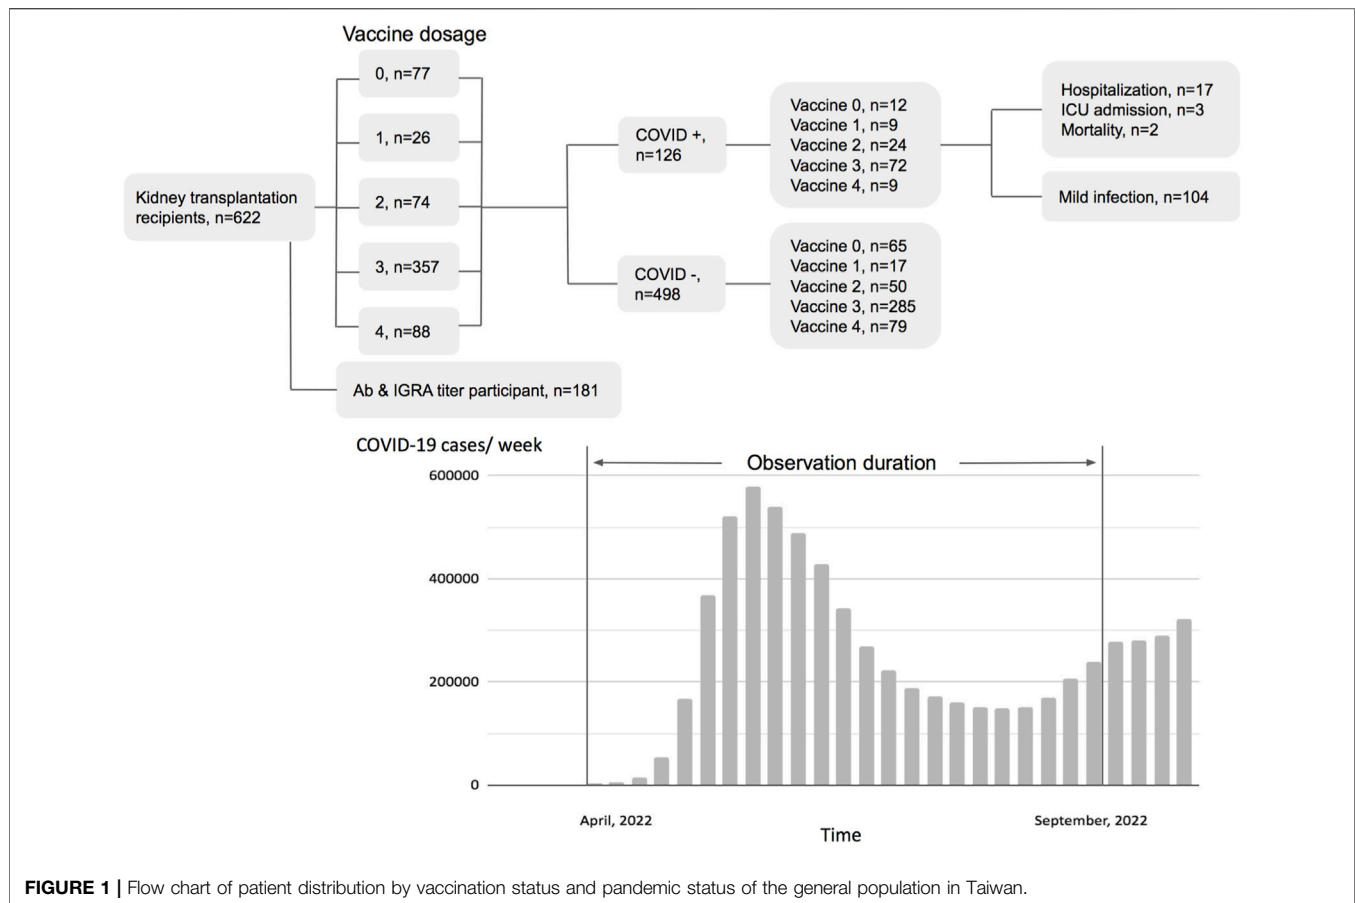 Vaccine dosage
0, n=77
1, n=26
2, n=74
3, n=357
4, n=88
Kidney transplantation
recipients, n=622
Ab & IGRA titer participant, n=181
COVID +,
n=126
COVID -,
n=498
Vaccine 0, n=12
Vaccine 1, n=9
Vaccine 2, n=24
Vaccine 3, n=72
Vaccine 4, n=9
Vaccine 0, n=65
Vaccine 1, n=17
Vaccine 2, n=50
Vaccine 3, n=285
Vaccine 4, n=79
Hospitalization, n=17
ICU admission, n=3
Mortality, n=2
Mild infection, n=104
COVID-19 cases/ week
Observation duration
600000
400000
200000
0
April, 2022
September, 2022
Time
FIGURE 1 | Flow chart of patient distribution by vaccination status and pandemic status of the general population in Taiwan.